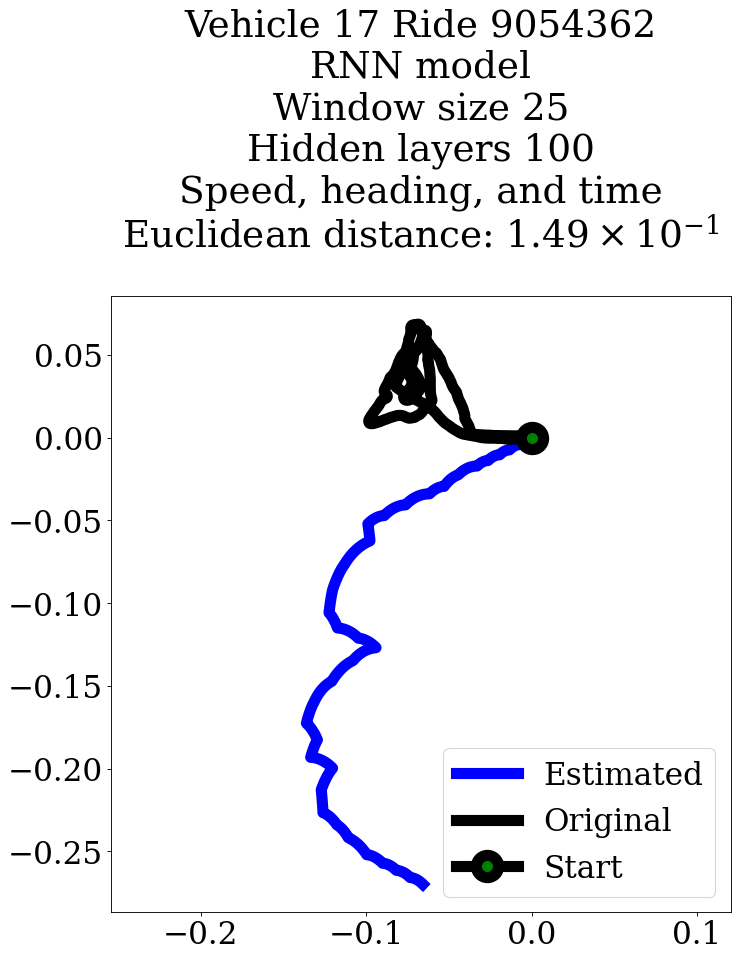 Vehicle 17 Ride 9054362
RNN model
Window size 25
Hidden layers 100
Speed, heading, and time
Euclidean distance: 1.49 × 10⁻¹
0.05
0.00
−0.05
−0.10
−0.15
−0.20
−0.25
Estimated
Original
Start
−0.2 −0.1 0.0 0.1